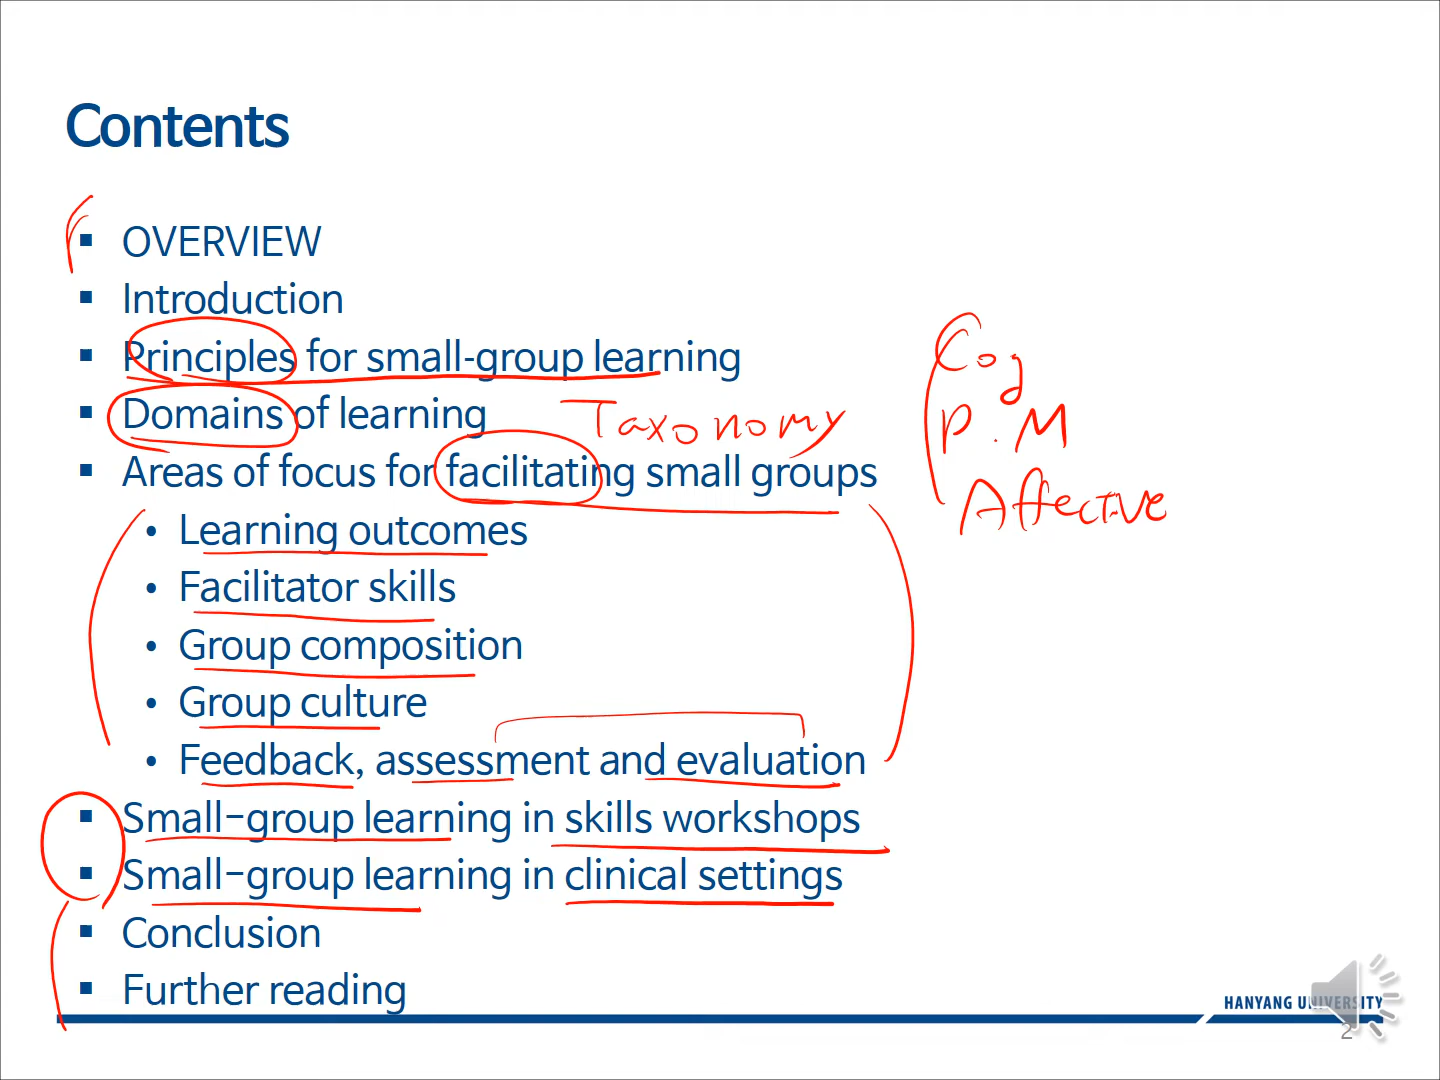 Contents
▪ OVERVIEW
▪ Introduction
▪ Principles for small-group learning
▪ Domains of learning Taxonomy
▪ Areas of focus for facilitating small groups
• Learning outcomes
• Facilitator skills
• Group composition
• Group culture
• Feedback, assessment and evaluation
▪ Small-group learning in skills workshops
▪ Small-group learning in clinical settings
▪ Conclusion
▪ Further reading
Cog
P.M
Affective
HANYANG UNIVERSITY
2